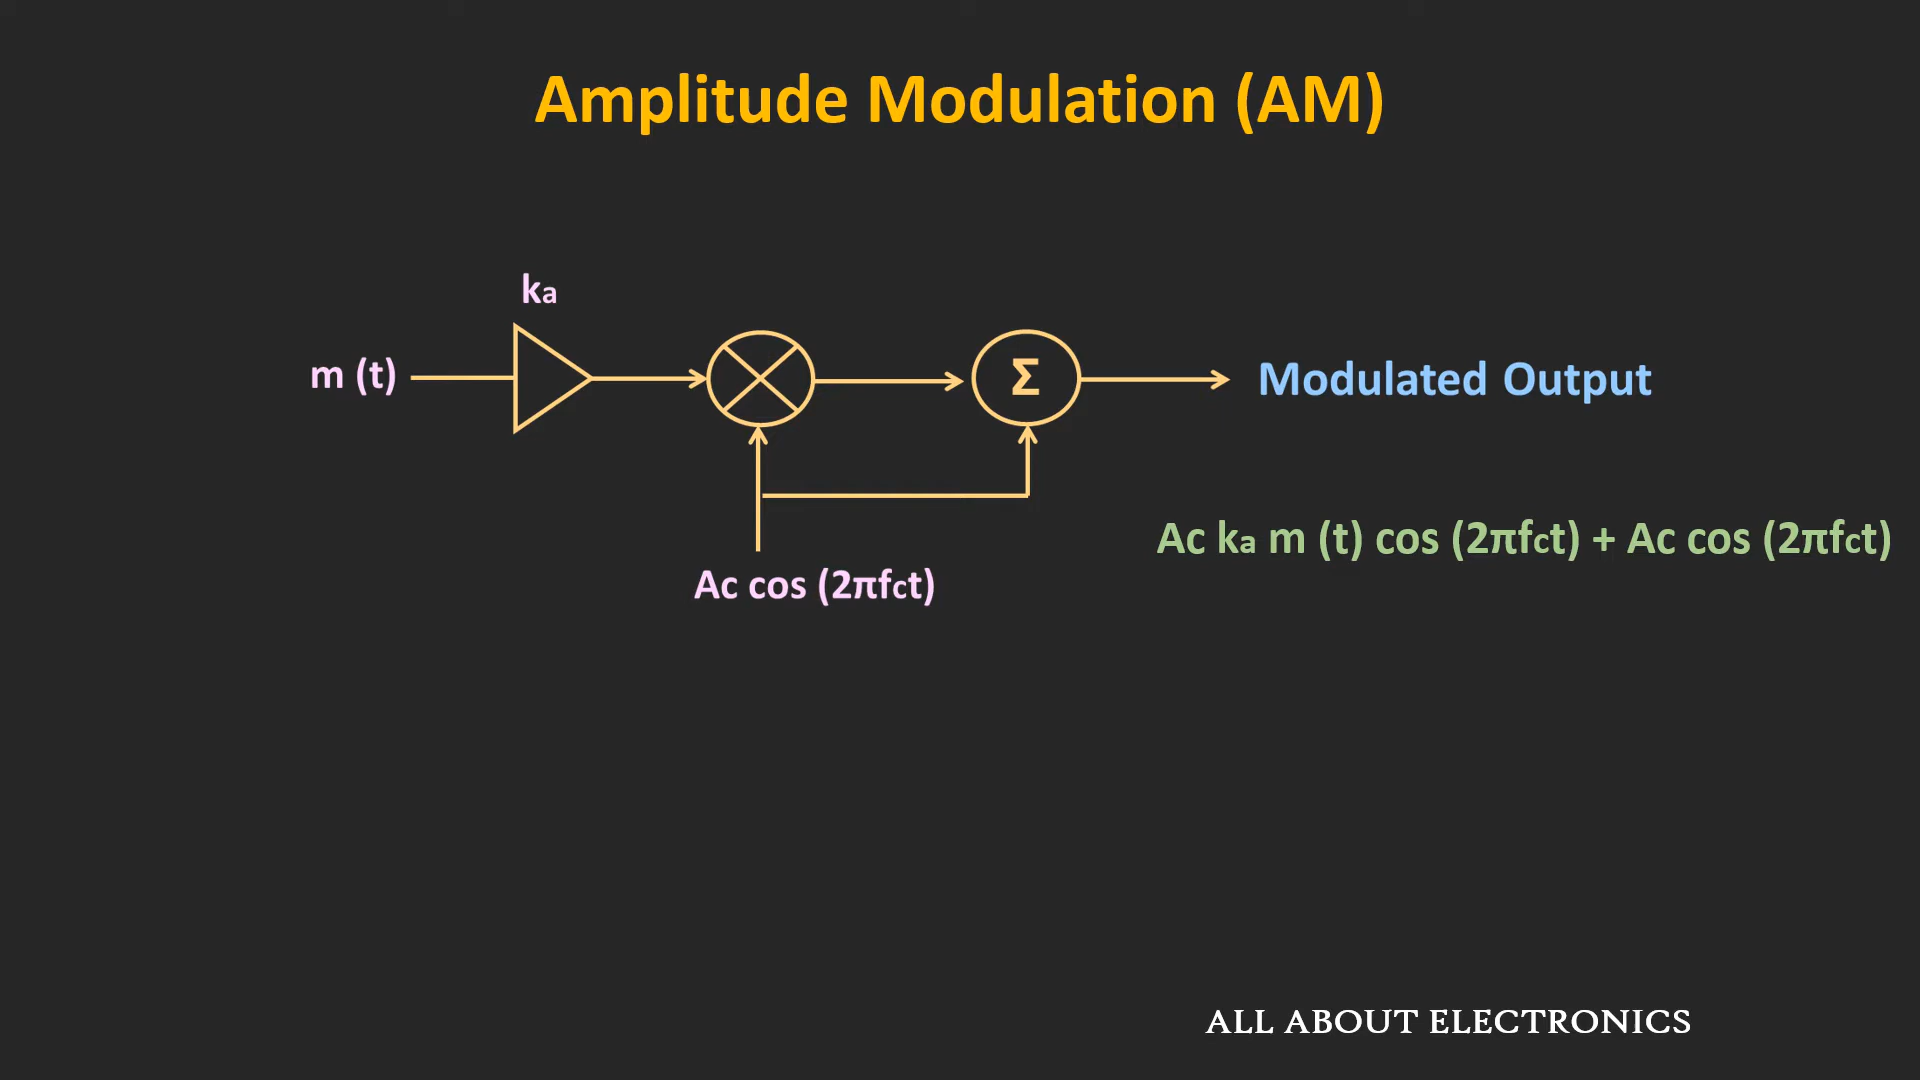 Amplitude Modulation (AM)
ka
m (t)
Σ
Modulated Output
Ac ka m (t) cos (2πfct) + Ac cos (2πfct)
Ac cos (2πfct)
ALL ABOUT ELECTRONICS